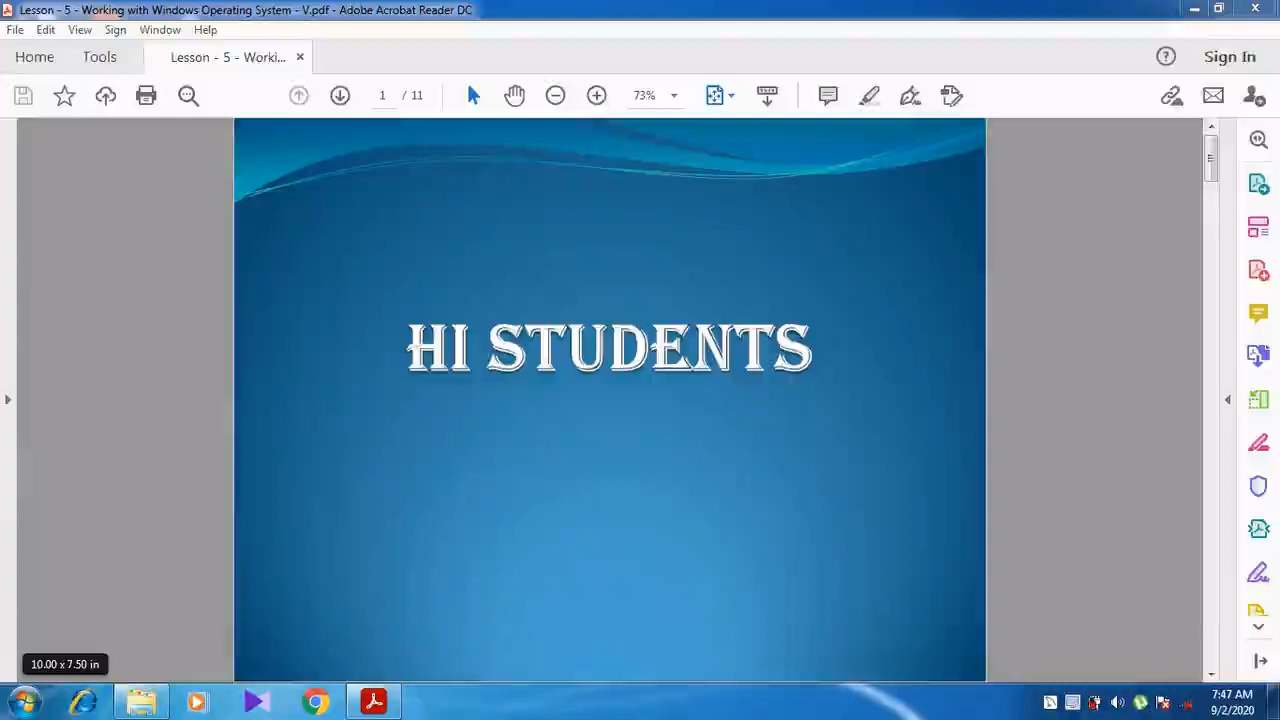 Lesson - 5 - Working with Windows Operating System - V.pdf - Adobe Acrobat Reader DC
File Edit View Sign Window Help
Home Tools Lesson - 5 - Worki... Sign In
1 / 11 73%
HI STUDENTS
10.00 x 7.50 in
7:47 AM
9/2/2020